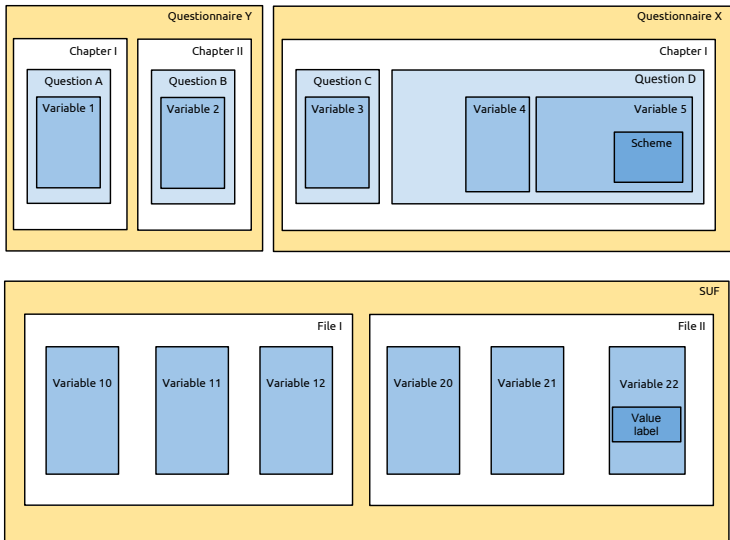 Questionnaire Y
Chapter I
Question A
Variable 1
Chapter II
Question B
Variable 2
Questionnaire X
Chapter I
Question C
Variable 3
Question D
Variable 4
Variable 5
Scheme
SUF
File I
Variable 10
Variable 11
Variable 12
File II
Variable 20
Variable 21
Variable 22
Value
label